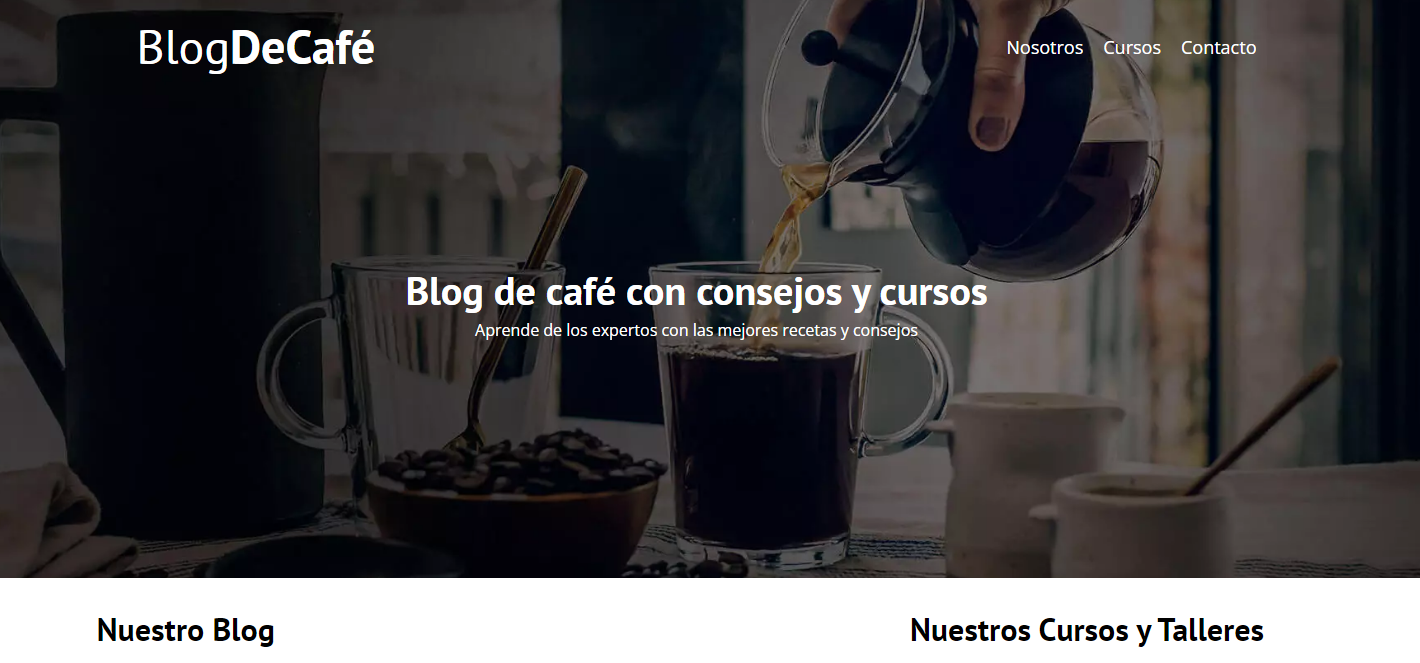 BlogDeCafé
Nosotros Cursos Contacto
Blog de café con consejos y cursos
Aprende de los expertos con las mejores recetas y consejos
Nuestro Blog
Nuestros Cursos y Talleres